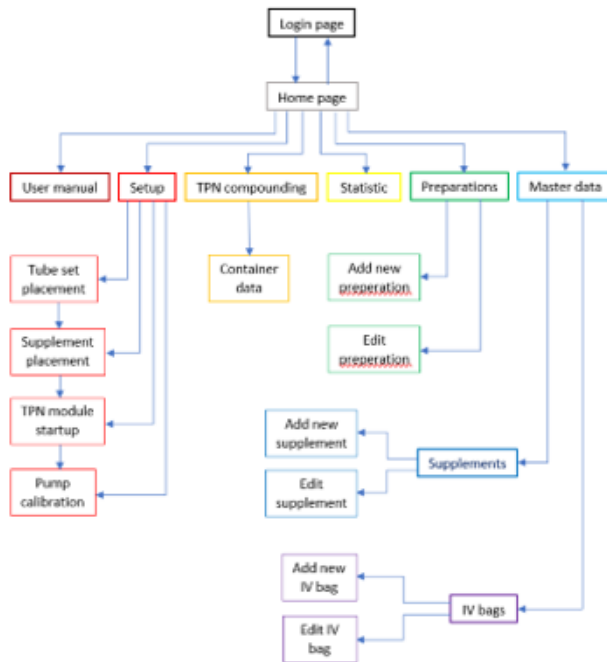 Login page
Home page
User manual
Setup
TPN compounding
Statistic
Preparations
Master data
Tube set
placement
Container
data
Add new
preperation
Supplement
placement
Edit
preperation
TPN module
startup
Add new
supplement
Supplements
Pump
calibration
Edit
supplement
Add new
IV bag
IV bags
Edit IV
bag